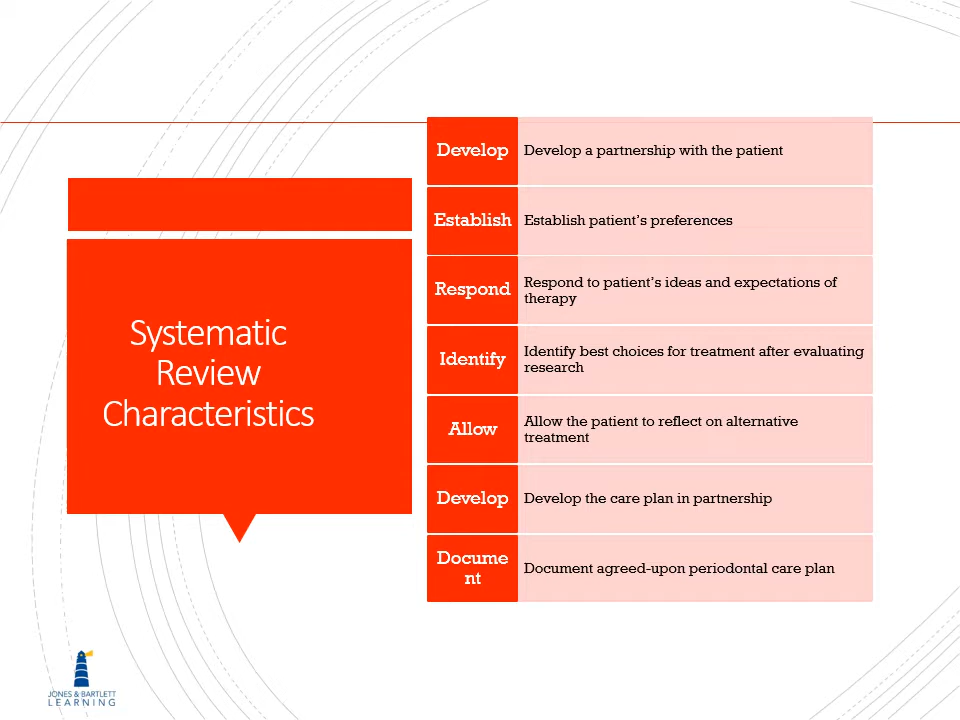 Systematic
Review
Characteristics
Develop
Develop a partnership with the patient
Establish
Establish patient’s preferences
Respond
Respond to patient’s ideas and expectations of
therapy
Identify
Identify best choices for treatment after evaluating
research
Allow
Allow the patient to reflect on alternative
treatment
Develop
Develop the care plan in partnership
Docume
nt
Document agreed-upon periodontal care plan
JONES & BARTLETT
LEARNING